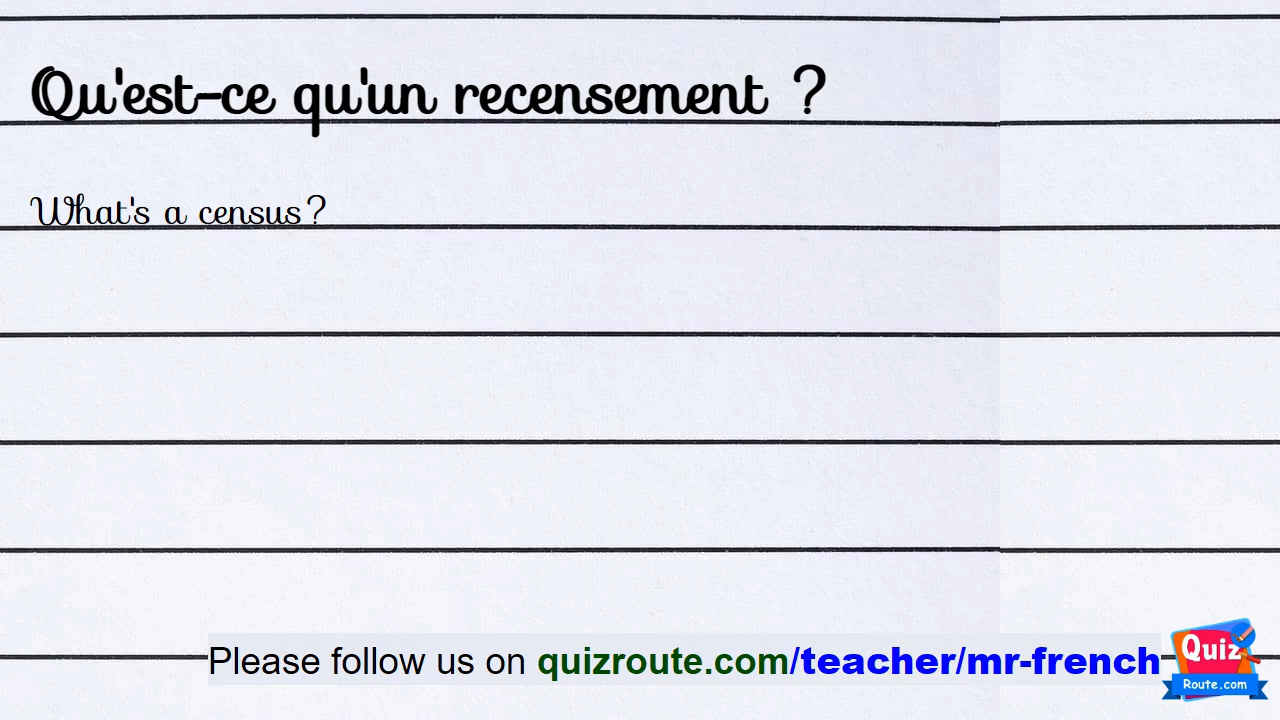 Qu'est-ce qu'un recensement ?
What's a census?
Please follow us on quizroute.com/teacher/mr-french
Quiz
Route.com